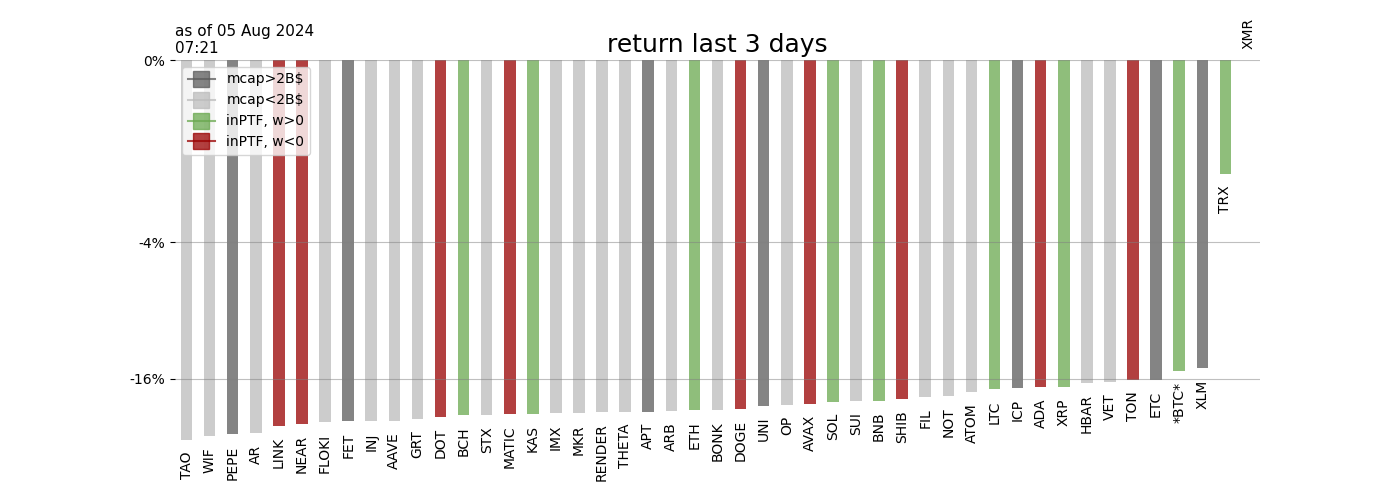 as of 05 Aug 2024
07:21
return last 3 days
XMR
0%
mcap>2B$
mcap<2B$
inPTF, w>0
inPTF, w<0
-4%
-16%
TAO
WIF
PEPE
AR
LINK
NEAR
FLOKI
FET
INJ
AAVE
GRT
DOT
BCH
STX
MATIC
KAS
IMX
MKR
RENDER
THETA
APT
ARB
ETH
BONK
DOGE
UNI
OP
AVAX
SOL
SUI
BNB
SHIB
FIL
NOT
ATOM
LTC
ICP
ADA
XRP
HBAR
VET
TON
ETC
*BTC*
XLM
TRX